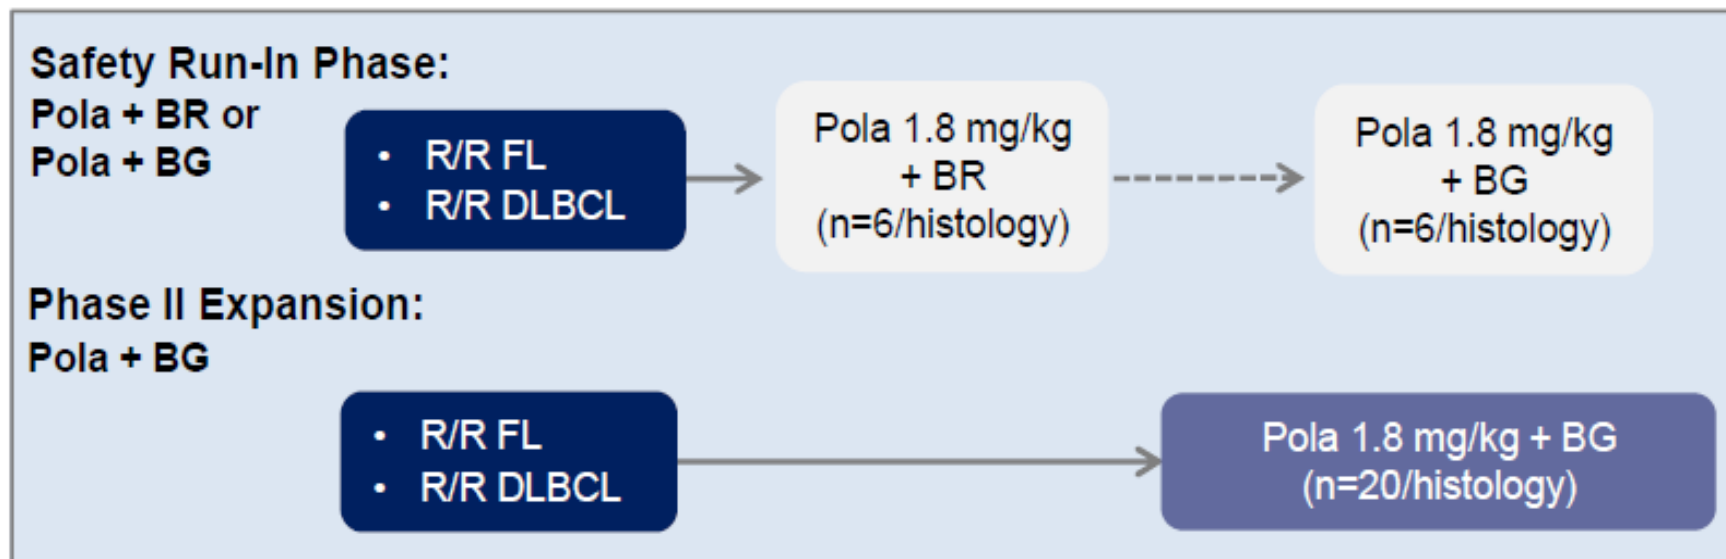 Safety Run-In Phase:
Pola + BR or
Pola + BG
• R/R FL
• R/R DLBCL
Pola 1.8 mg/kg
+ BR
(n=6/histology)
Pola 1.8 mg/kg
+ BG
(n=6/histology)
Phase II Expansion:
Pola + BG
• R/R FL
• R/R DLBCL
Pola 1.8 mg/kg + BG
(n=20/histology)